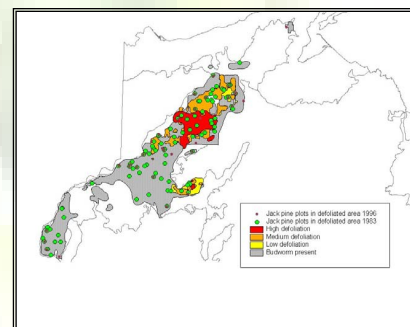 Jack pine plots in defoliated area 1996
Jack pine plots in defoliated area 1983
High defoliation
Medium defoliation
Low defoliation
Budworm present